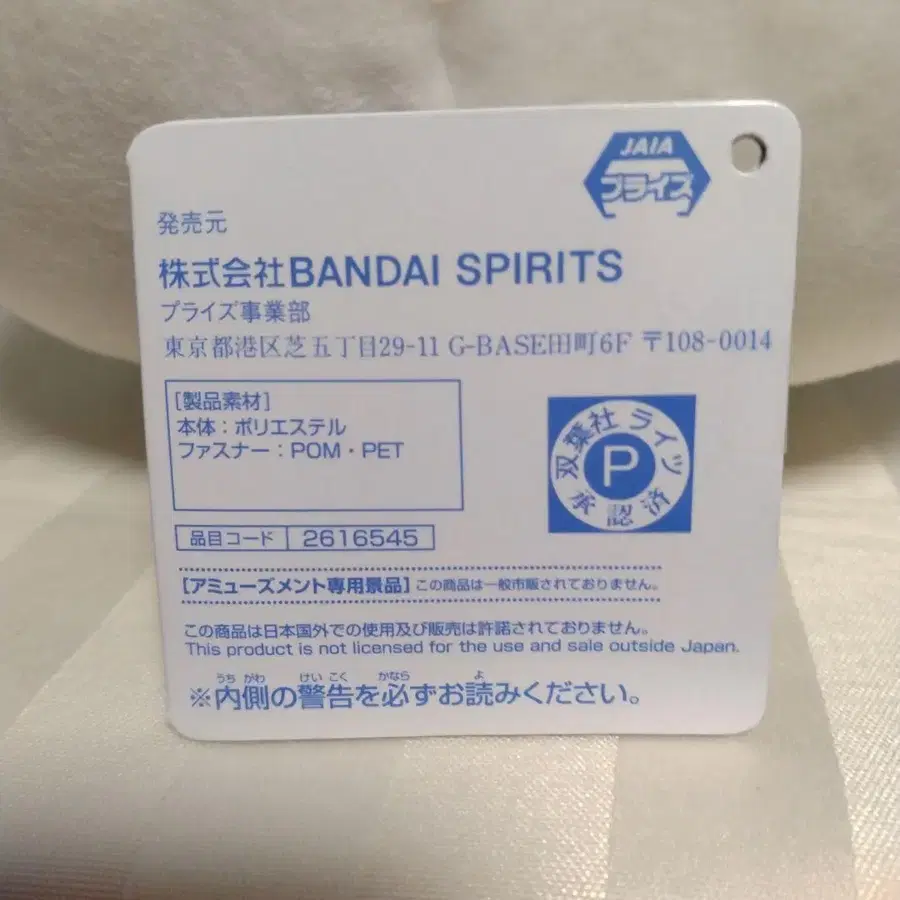 JAIA
プライズ
発売元
株式会社BANDAI SPIRITS
プライズ事業部
東京都港区芝五丁目29-11 G-BASE田町6F 〒108-0014
[製品素材]
本体：ポリエステル
ファスナー：POM・PET
双葉社 ライツ
P
承認済
品目コード 2616545
[アミューズメント専用景品] この商品は一般市販されておりません。
この商品は日本国外での使用及び販売は許諾されておりません。
This product is not licensed for the use and sale outside Japan.
うち がわ けい こく かなら よ
※内側の警告を必ずお読みください。